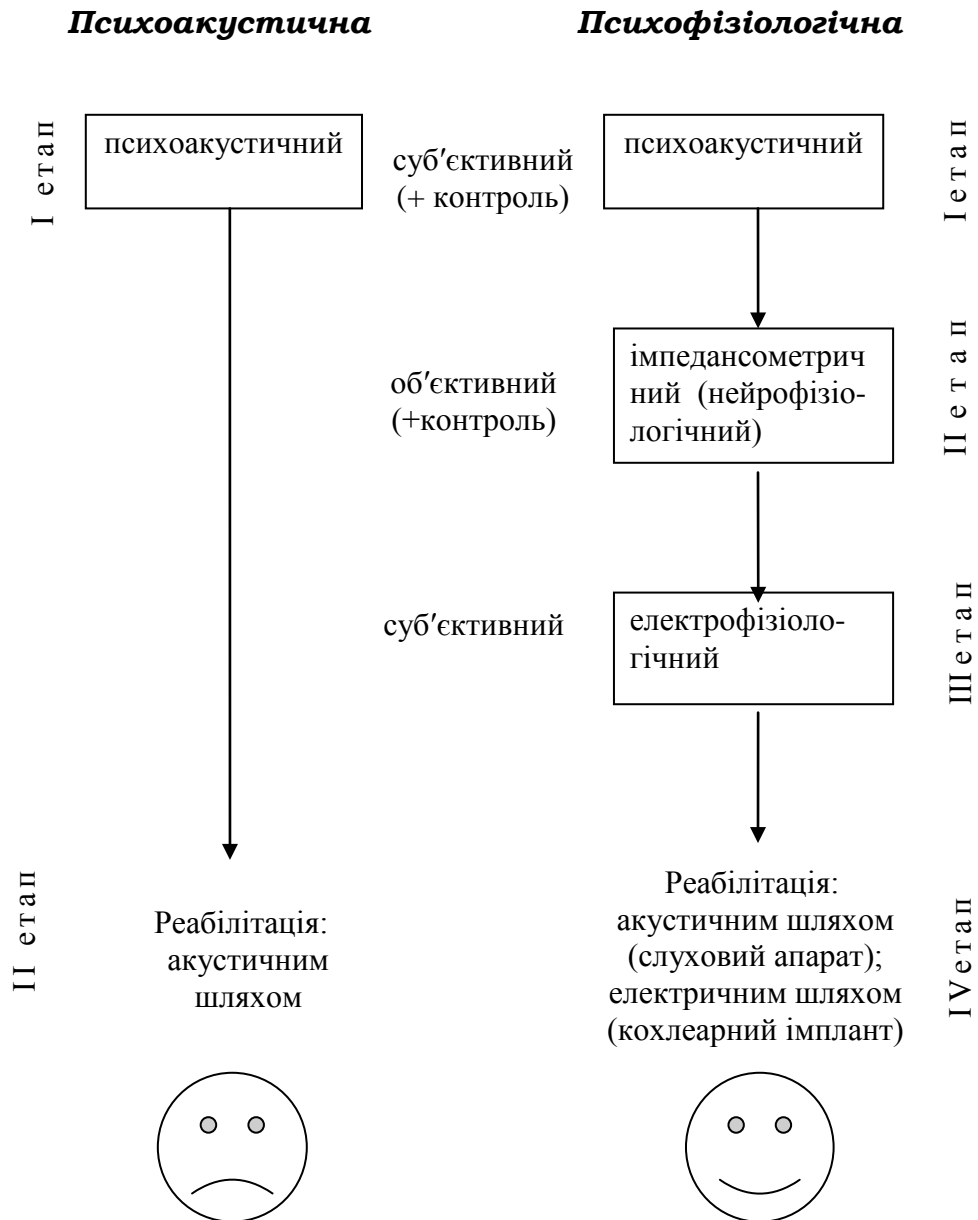 Психоакустична
Психофізіологічна
І етап
психоакустичний
суб′єктивний
(+ контроль)
психоакустичний
І етап
об′єктивний
(+контроль)
імпедансометрич
ний (нейрофізіо-
логічний)
ІІ етап
суб′єктивний
електрофізіоло-
гічний
ІІІ етап
ІІ етап
Реабілітація:
акустичним
шляхом
Реабілітація:
акустичним шляхом
(слуховий апарат);
електричним шляхом
(кохлеарний імплант)
ІV етап